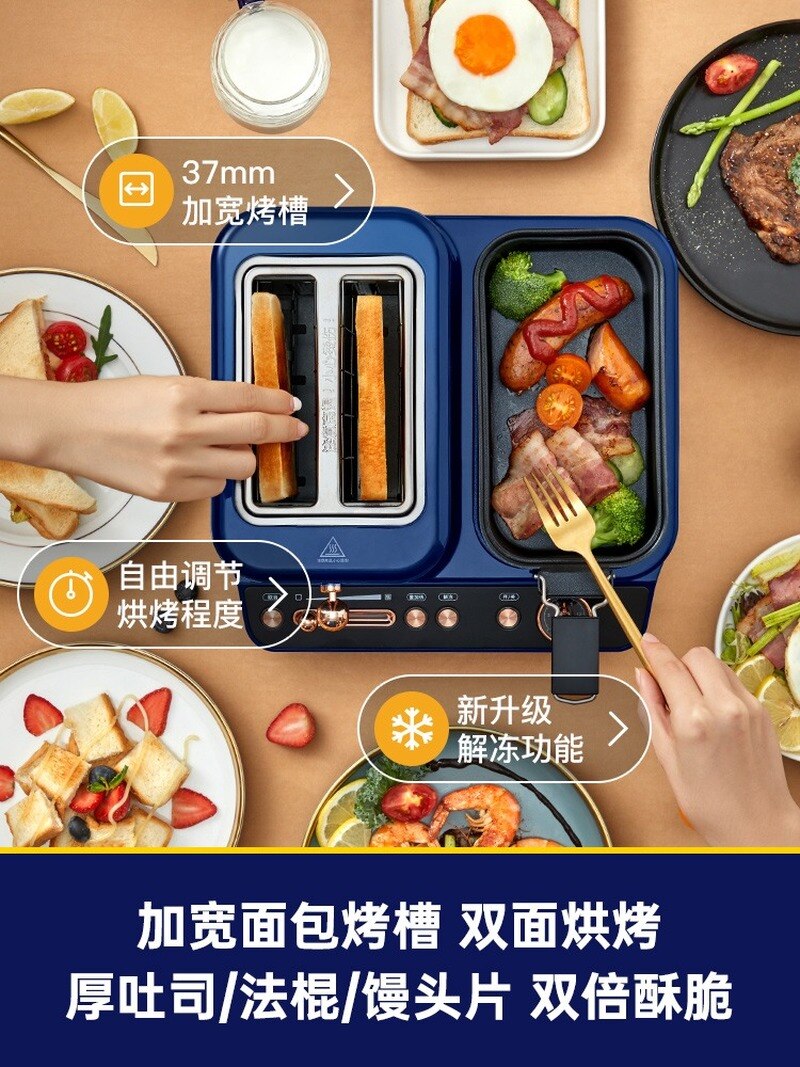 37mm
加宽烤槽
自由调节
烘烤程度
新升级
解冻功能
加宽面包烤槽 双面烘烤
厚吐司/法棍/馒头片 双倍酥脆